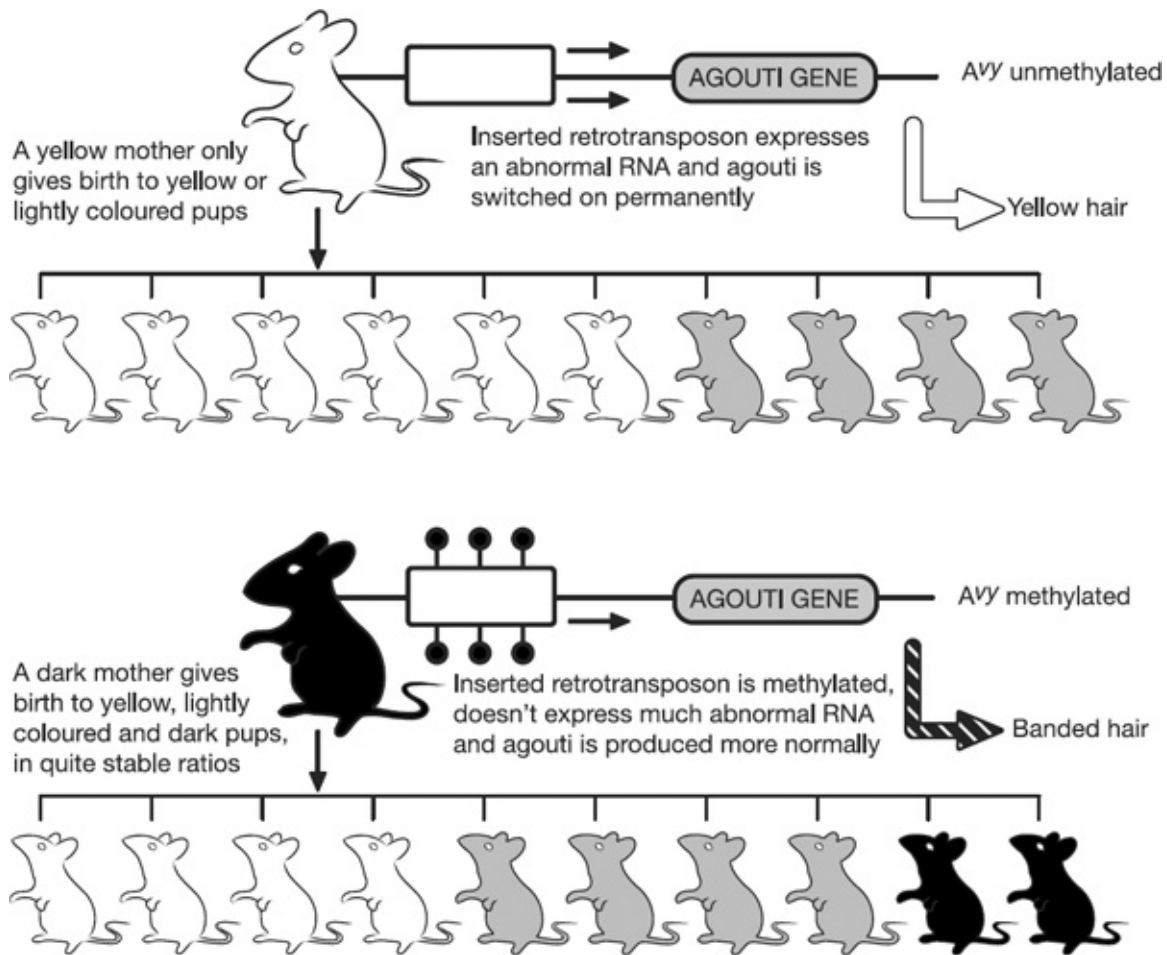 AGOUTI GENE
Avy unmethylated
A yellow mother only
gives birth to yellow or
lightly coloured pups
Inserted retrotransposon expresses
an abnormal RNA and agouti is
switched on permanently
Yellow hair
AGOUTI GENE
Avy methylated
A dark mother gives
birth to yellow, lightly
coloured and dark pups,
in quite stable ratios
Inserted retrotransposon is methylated,
doesn't express much abnormal RNA
and agouti is produced more normally
Banded hair